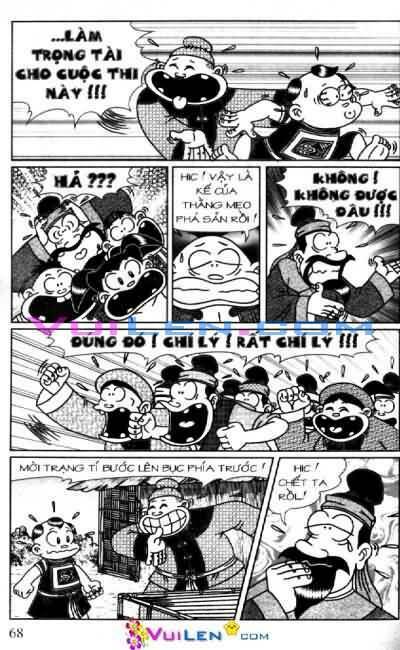 ...LÀM
TRỌNG TÀI
CHO CUỘC THI
NÀY !!!
HẢ ???
HIC ! VẬY LÀ
KẾ CỦA
THẰNG MẸO
PHÁ SẢN RỒI !
KHÔNG !
KHÔNG ĐƯỢC
ĐÂU !!!
VUILEN.COM
ĐÚNG ĐÓ ! CHÍ LÝ ! RẤT CHÍ LÝ !!!
MỜI TRẠNG TÍ BƯỚC LÊN BỤC PHÍA TRƯỚC !
HIC !
CHẾT TA
RỒI !
68
VUILEN.COM